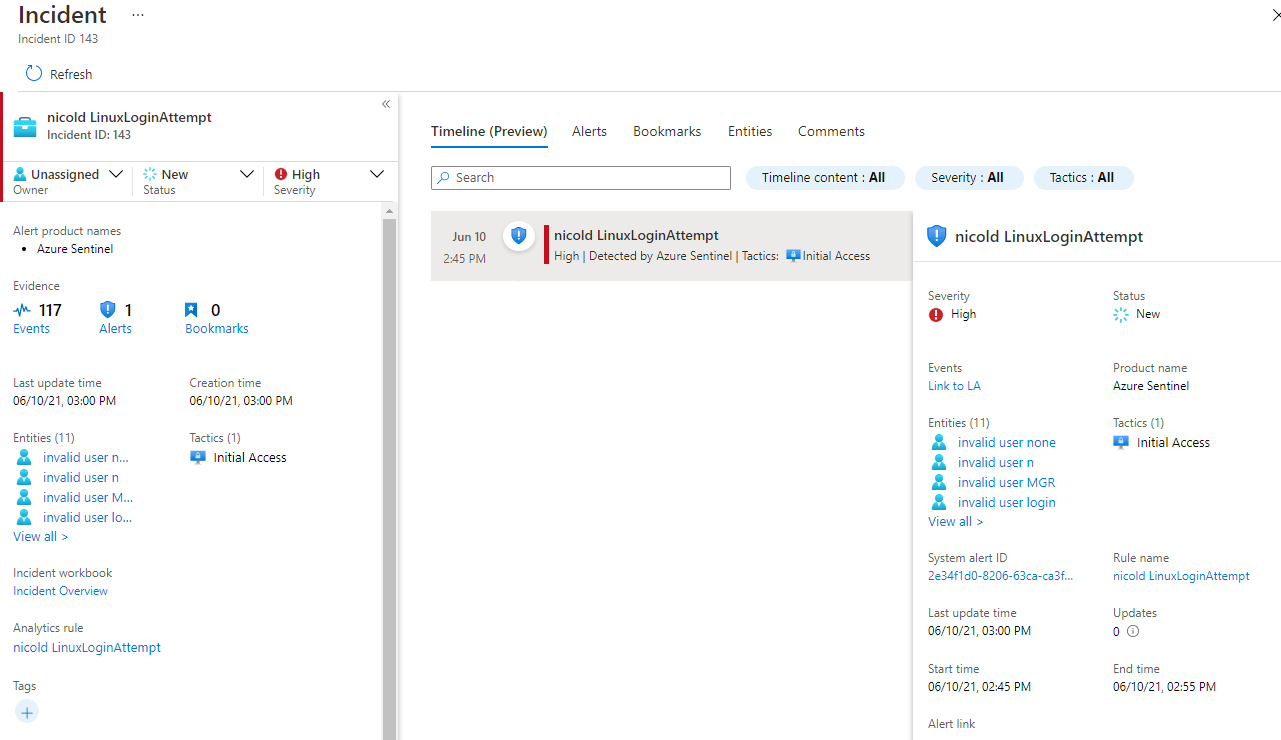 Incident ...
Incident ID 143
Refresh
«
nicold LinuxLoginAttempt
Incident ID: 143
Unassigned
Owner
New
Status
High
Severity
Alert product names
• Azure Sentinel
Evidence
117
Events
1
Alerts
0
Bookmarks
Last update time
06/10/21, 03:00 PM
Creation time
06/10/21, 03:00 PM
Entities (11)
invalid user n...
invalid user n
invalid user M...
invalid user lo...
View all >
Tactics (1)
Initial Access
Incident workbook
Incident Overview
Analytics rule
nicold LinuxLoginAttempt
Tags
+
Timeline (Preview) Alerts Bookmarks Entities Comments
Search
Timeline content : All
Severity : All
Tactics : All
Jun 10
2:45 PM
nicold LinuxLoginAttempt
High | Detected by Azure Sentinel | Tactics: Initial Access
nicold LinuxLoginAttempt
Severity
High
Status
New
Events
Link to LA
Product name
Azure Sentinel
Entities (11)
invalid user none
invalid user n
invalid user MGR
invalid user login
View all >
Tactics (1)
Initial Access
System alert ID
2e34f1d0-8206-63ca-ca3f...
Rule name
nicold LinuxLoginAttempt
Last update time
06/10/21, 03:00 PM
Updates
0
Start time
06/10/21, 02:45 PM
End time
06/10/21, 02:55 PM
Alert link